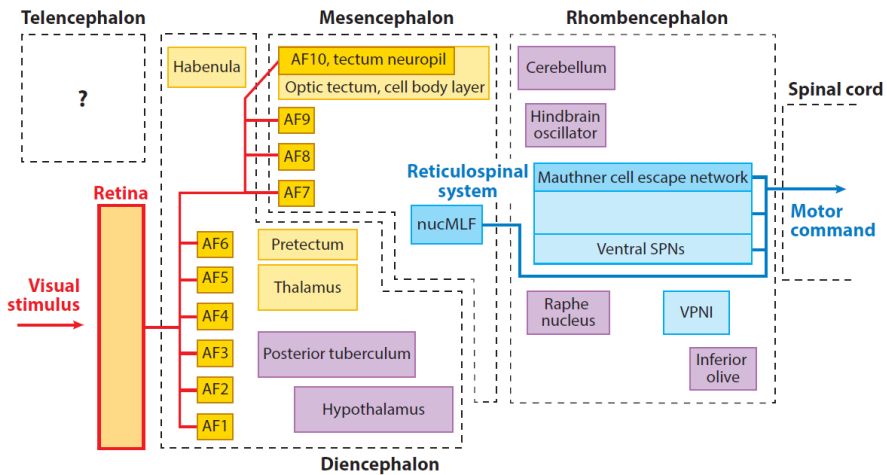 Telencephalon
Mesencephalon
Rhombencephalon
?
Habenula
AF10, tectum neuropil
Optic tectum, cell body layer
AF9
AF8
AF7
Cerebellum
Hindbrain
oscillator
Spinal cord
Retina
Reticulospinal
system
nucMLF
Mauthner cell escape network
Ventral SPNs
Motor
command
Visual
stimulus
AF6
AF5
AF4
AF3
AF2
AF1
Pretectum
Thalamus
Posterior tuberculum
Hypothalamus
Raphe
nucleus
VPNI
Inferior
olive
Diencephalon